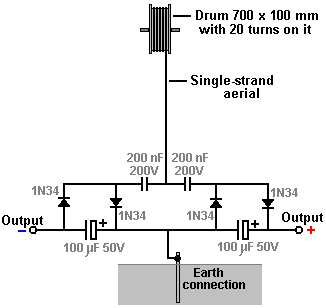 Drum 700 x 100 mm
with 20 turns on it
Single-strand
aerial
200 nF 200 nF
200V 200V
1N34 1N34
1N34 1N34
Output Output
– +
+ +
100 µF 50V 100 µF 50V
Earth
connection